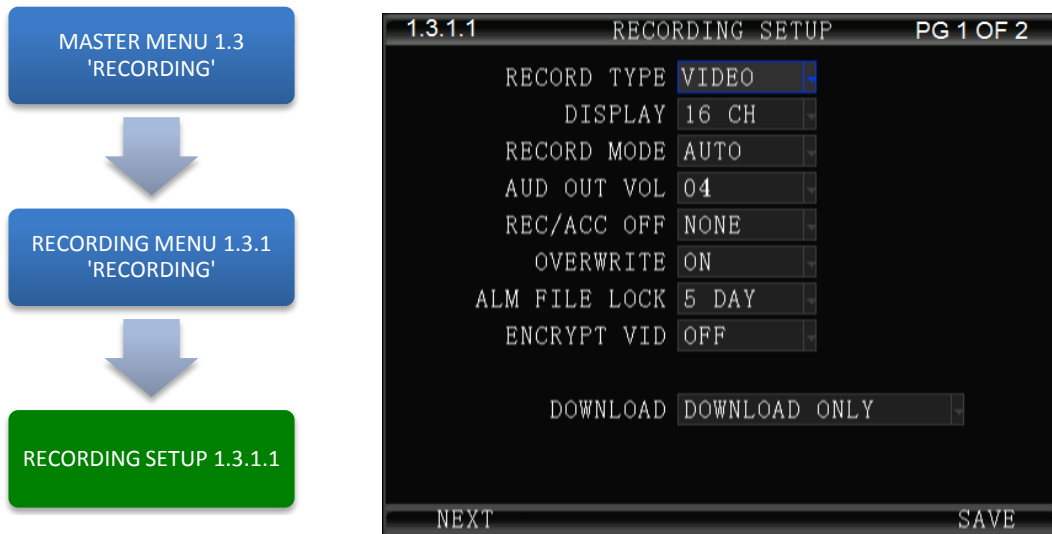 MASTER MENU 1.3
'RECORDING'
RECORDING MENU 1.3.1
'RECORDING'
RECORDING SETUP 1.3.1.1
1.3.1.1 RECORDING SETUP PG 1 OF 2
RECORD TYPE VIDEO
DISPLAY 16 CH
RECORD MODE AUTO
AUD OUT VOL 04
REC/ACC OFF NONE
OVERWRITE ON
ALM FILE LOCK 5 DAY
ENCRYPT VID OFF
DOWNLOAD DOWNLOAD ONLY
NEXT SAVE